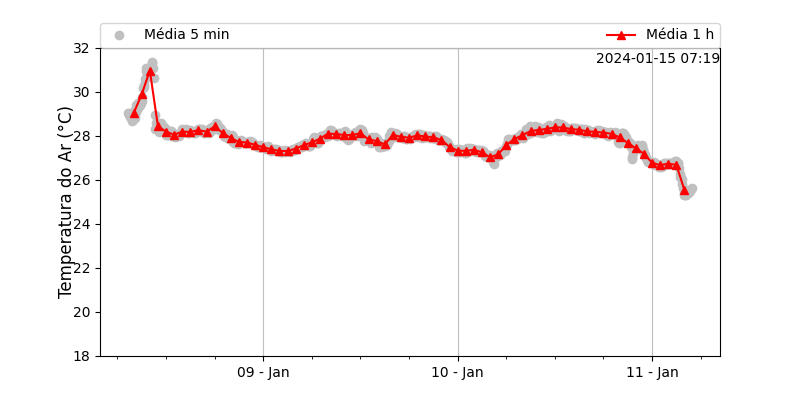 Média 5 min
Média 1 h
2024-01-15 07:19
Temperatura do Ar (°C)
32
30
28
26
24
22
20
18
09 - Jan
10 - Jan
11 - Jan